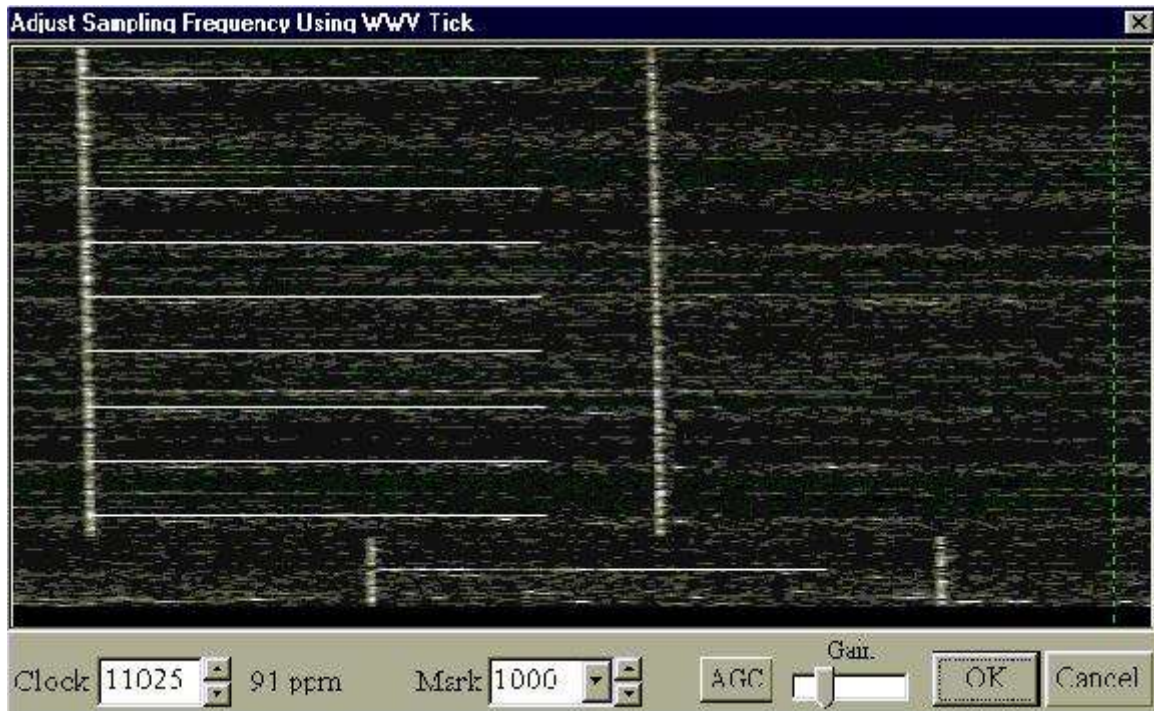 Adjust Sampling Frequency Using WWV Tick
Gain
Clock 11025 91 ppm Mark 1000 AGC OK Cancel